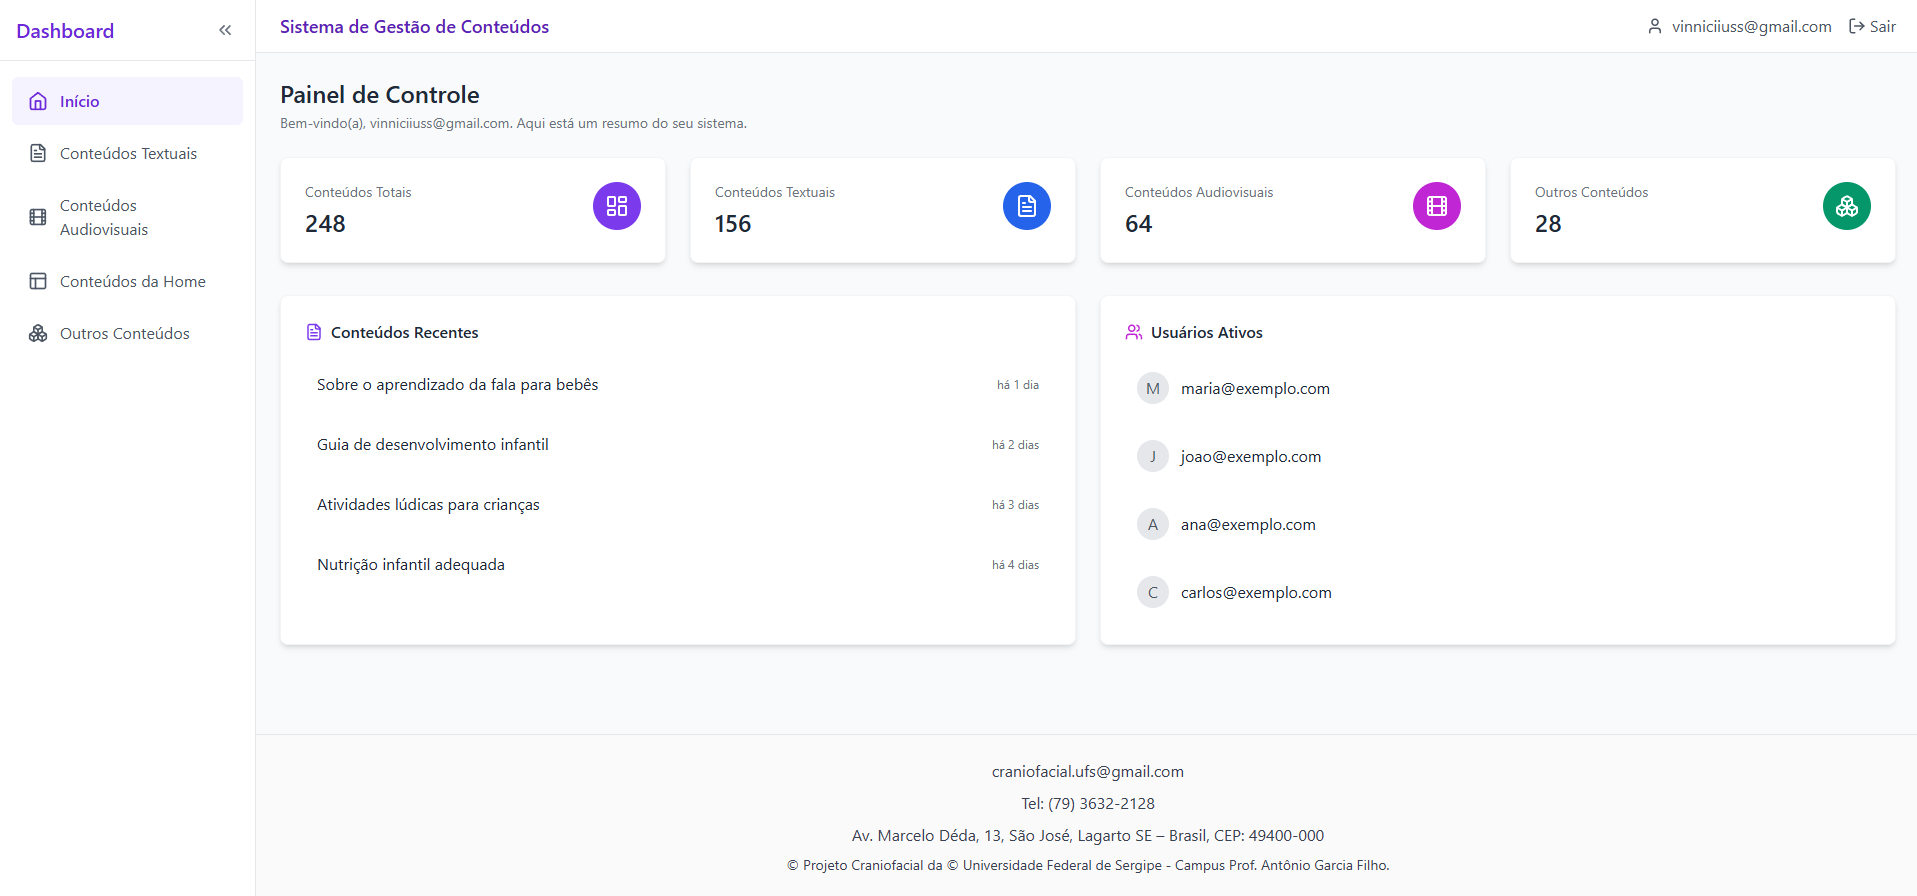 Dashboard
Início
Conteúdos Textuais
Conteúdos
Audiovisuais
Conteúdos da Home
Outros Conteúdos
Sistema de Gestão de Conteúdos
vinniciiuss@gmail.com
Sair
Painel de Controle
Bem-vindo(a), vinniciiuss@gmail.com. Aqui está um resumo do seu sistema.
Conteúdos Totais
248
Conteúdos Textuais
156
Conteúdos Audiovisuais
64
Outros Conteúdos
28
Conteúdos Recentes
Sobre o aprendizado da fala para bebês há 1 dia
Guia de desenvolvimento infantil há 2 dias
Atividades lúdicas para crianças há 3 dias
Nutrição infantil adequada há 4 dias
Usuários Ativos
M maria@exemplo.com
J joao@exemplo.com
A ana@exemplo.com
C carlos@exemplo.com
craniofacial.ufs@gmail.com
Tel: (79) 3632-2128
Av. Marcelo Déda, 13, São José, Lagarto SE – Brasil, CEP: 49400-000
© Projeto Craniofacial da © Universidade Federal de Sergipe - Campus Prof. Antônio Garcia Filho.